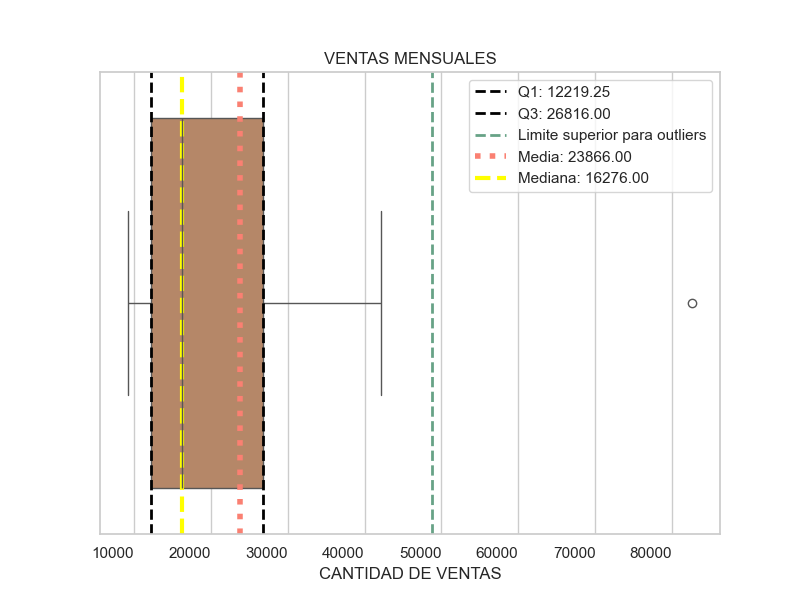 VENTAS MENSUALES
Q1: 12219.25
Q3: 26816.00
Limite superior para outliers
Media: 23866.00
Mediana: 16276.00
10000 20000 30000 40000 50000 60000 70000 80000
CANTIDAD DE VENTAS